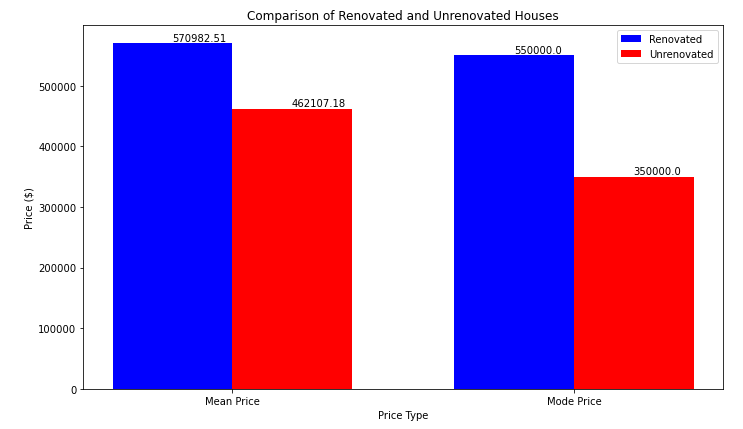 Comparison of Renovated and Unrenovated Houses
570982.51
550000.0
Renovated
Unrenovated
462107.18
350000.0
500000
400000
300000
200000
100000
0
Price ($)
Mean Price
Mode Price
Price Type